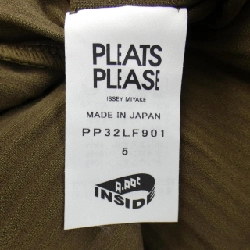 PLEATS
PLEASE
ISSEY MIYAKE
MADE IN JAPAN
PP32LF901
5
A-POC
INSIDE